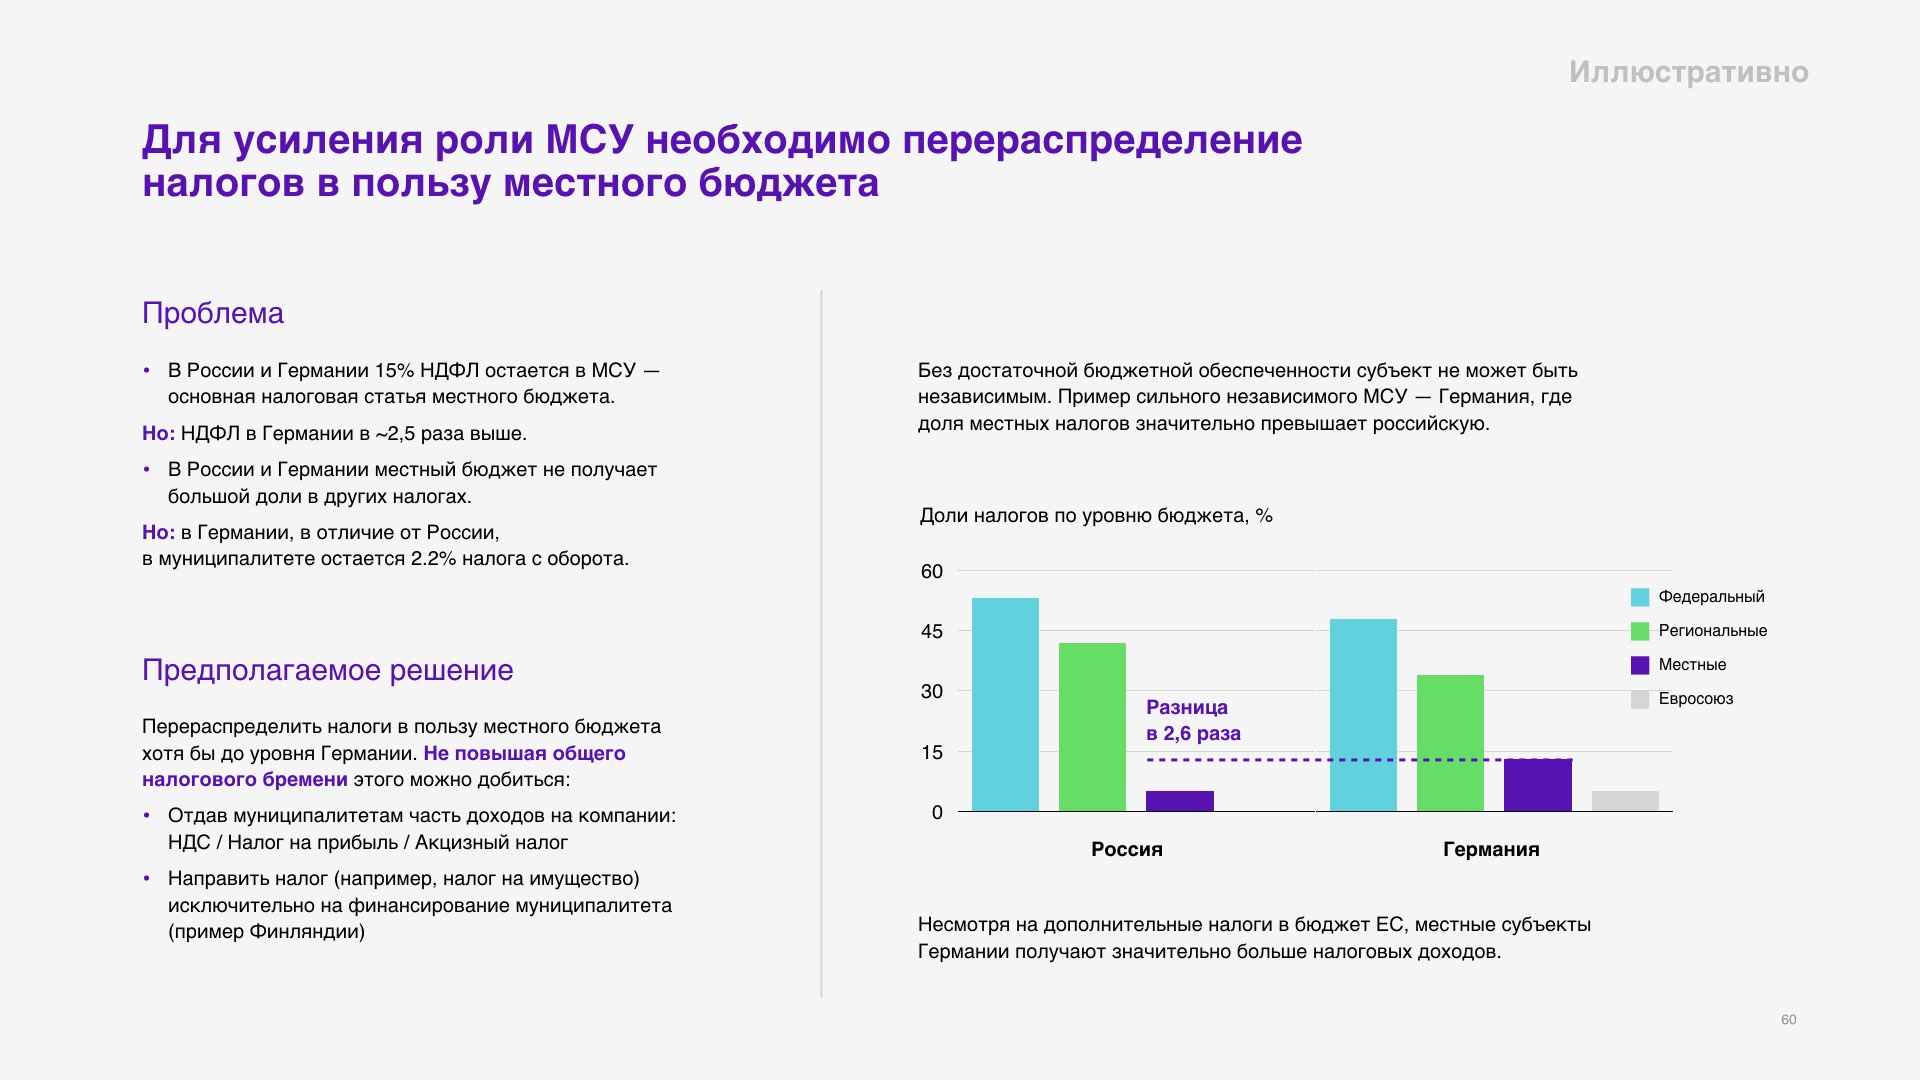 Иллюстративно
Для усиления роли МСУ необходимо перераспределение
налогов в пользу местного бюджета
Проблема
• В России и Германии 15% НДФЛ остается в МСУ —
основная налоговая статья местного бюджета.
Но: НДФЛ в Германии в ~2,5 раза выше.
• В России и Германии местный бюджет не получает
большой доли в других налогах.
Но: в Германии, в отличие от России,
в муниципалитете остается 2.2% налога с оборота.
Предполагаемое решение
Перераспределить налоги в пользу местного бюджета
хотя бы до уровня Германии. Не повышая общего
налогового бремени этого можно добиться:
• Отдав муниципалитетам часть доходов на компании:
НДС / Налог на прибыль / Акцизный налог
• Направить налог (например, налог на имущество)
исключительно на финансирование муниципалитета
(пример Финляндии)
Без достаточной бюджетной обеспеченности субъект не может быть
независимым. Пример сильного независимого МСУ — Германия, где
доля местных налогов значительно превышает российскую.
Доли налогов по уровню бюджета, %
60
45
30
15
0
Разница
в 2,6 раза
Россия
Германия
Федеральный
Региональные
Местные
Евросоюз
Несмотря на дополнительные налоги в бюджет ЕС, местные субъекты
Германии получают значительно больше налоговых доходов.
60